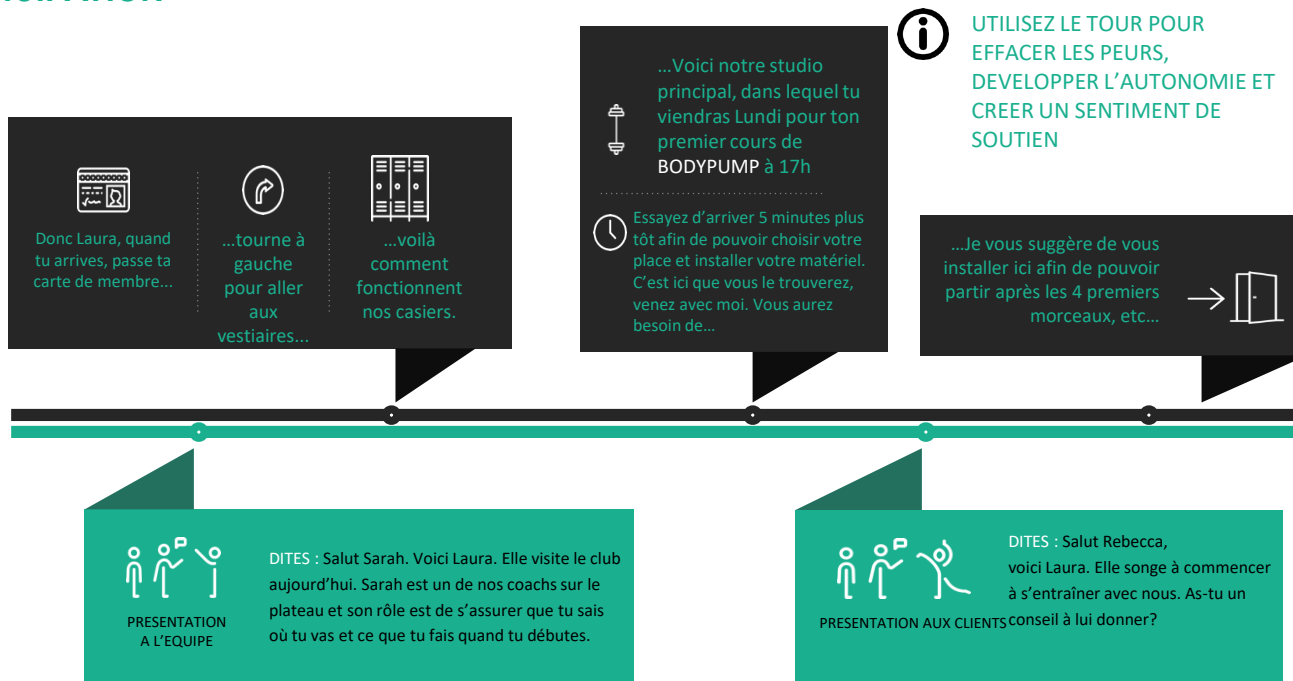 UTILISEZ LE TOUR POUR
EFFACER LES PEURS,
DEVELOPPER L'AUTONOMIE ET
CREER UN SENTIMENT DE
SOUTIEN
Donc Laura, quand
tu arrives, passe ta
carte de membre...
...tourne à
gauche
pour aller
aux
vestiaires...
...voilà
comment
fonctionnent
nos casiers.
...Voici notre studio
principal, dans lequel tu
viendras Lundi pour ton
premier cours de
BODYPUMP à 17h
Essayez d'arriver 5 minutes plus
tôt afin de pouvoir choisir votre
place et installer votre matériel.
C'est ici que vous le trouverez,
venez avec moi. Vous aurez
besoin de...
...Je vous suggère de vous
installer ici afin de pouvoir
partir après les 4 premiers
morceaux, etc...
PRESENTATION
A L'EQUIPE
DITES : Salut Sarah. Voici Laura. Elle visite le club
aujourd'hui. Sarah est un de nos coachs sur le
plateau et son rôle est de s'assurer que tu sais
où tu vas et ce que tu fais quand tu débutes.
PRESENTATION AUX CLIENTS
DITES : Salut Rebecca,
voici Laura. Elle songe à commencer
à s'entraîner avec nous. As-tu un
conseil à lui donner?